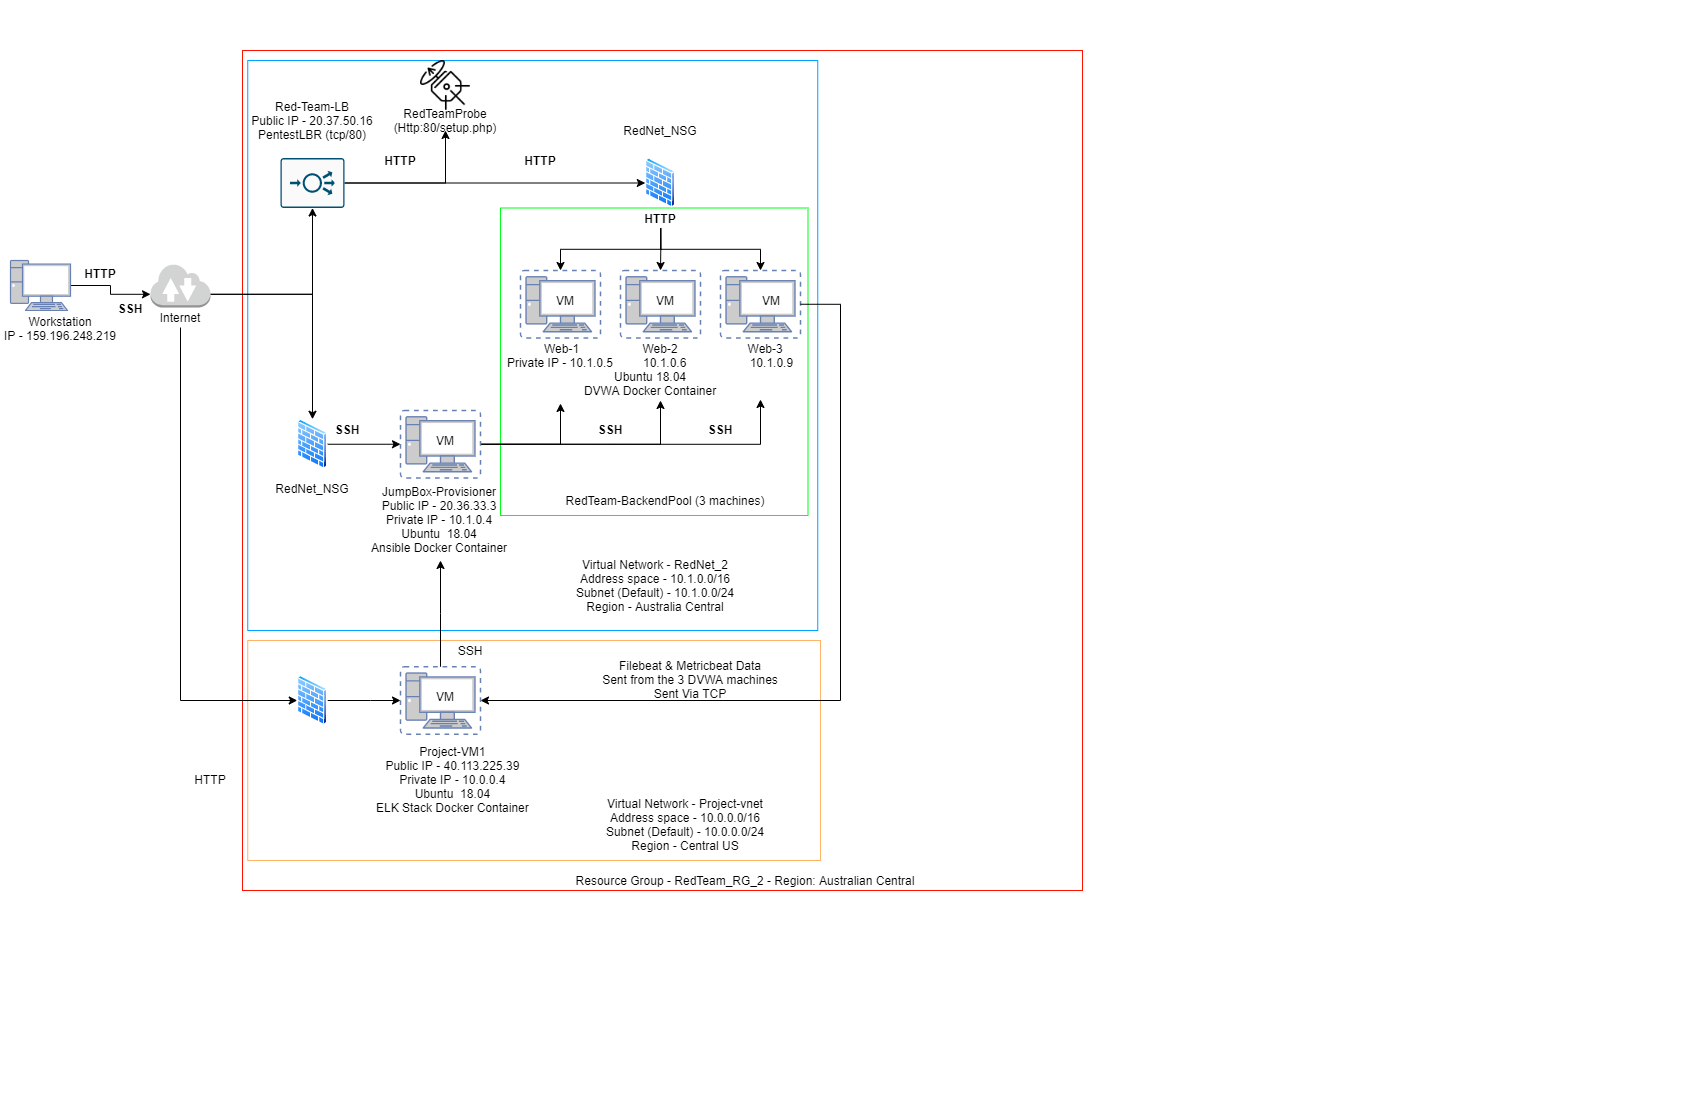 Red-Team-LB
Public IP - 20.37.50.16
PentestLBR (tcp/80)
RedTeamProbe
(Http:80/setup.php)
RedNet_NSG
HTTP
HTTP
HTTP
HTTP
SSH
Workstation
IP - 159.196.248.219
Internet
VM
VM
VM
Web-1
Private IP - 10.1.0.5
Web-2
10.1.0.6
Ubuntu 18.04
DVWA Docker Container
Web-3
10.1.0.9
SSH
SSH
SSH
VM
RedNet_NSG
JumpBox-Provisioner
Public IP - 20.36.33.3
Private IP - 10.1.0.4
Ubuntu  18.04
Ansible Docker Container
RedTeam-BackendPool (3 machines)
Virtual Network - RedNet_2
Address space - 10.1.0.0/16
Subnet (Default) - 10.1.0.0/24
Region - Australia Central
SSH
Filebeat & Metricbeat Data
Sent from the 3 DVWA machines
Sent Via TCP
VM
Project-VM1
Public IP - 40.113.225.39
Private IP - 10.0.0.4
Ubuntu  18.04
ELK Stack Docker Container
HTTP
Virtual Network - Project-vnet
Address space - 10.0.0.0/16
Subnet (Default) - 10.0.0.0/24
Region - Central US
Resource Group - RedTeam_RG_2 - Region: Australian Central